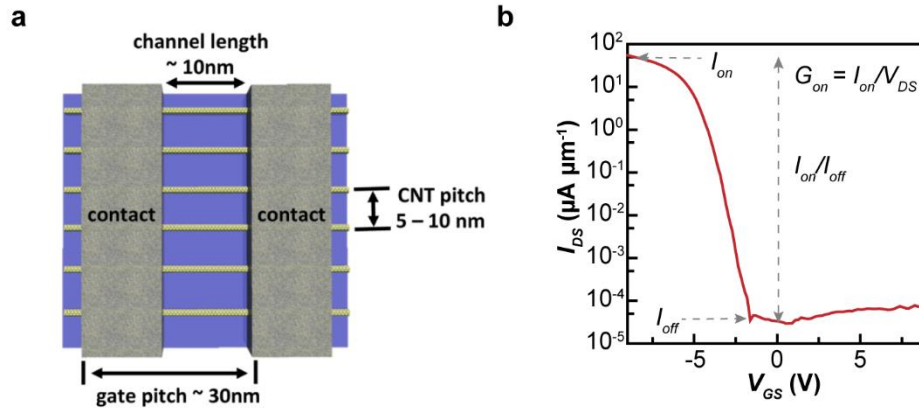 a
channel length
~ 10nm
contact
contact
CNT pitch
5 – 10 nm
gate pitch ~ 30nm
b
10²
10¹
10⁰
10⁻¹
10⁻²
10⁻³
10⁻⁴
10⁻⁵
I_DS (μA μm⁻¹)
I_on
G_on = I_on/V_DS
I_on/I_off
I_off
-5
0
5
V_GS (V)